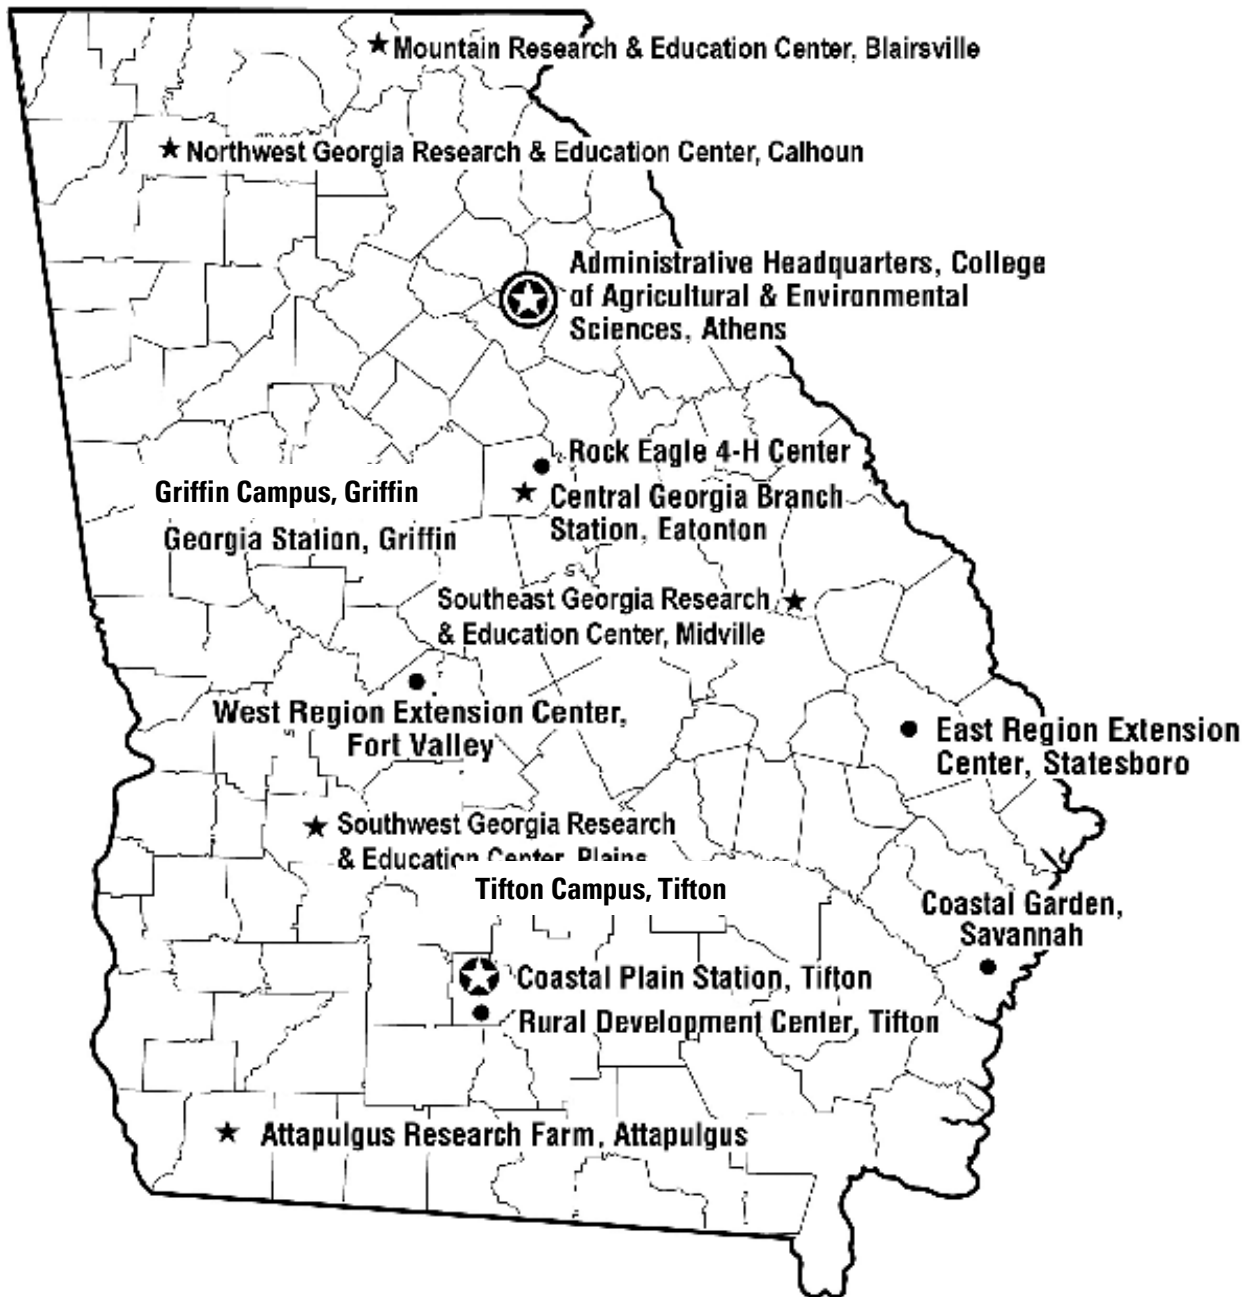 Mountain Research & Education Center, Blairsville
Northwest Georgia Research & Education Center, Calhoun
Administrative Headquarters, College
of Agricultural & Environmental
Sciences, Athens
Rock Eagle 4-H Center
Griffin Campus, Griffin
Central Georgia Branch
Station, Eatonton
Georgia Station, Griffin
Southeast Georgia Research
& Education Center, Midville
West Region Extension Center,
Fort Valley
East Region Extension
Center, Statesboro
Southwest Georgia Research
& Education Center, Plains
Tifton Campus, Tifton
Coastal Garden,
Savannah
Coastal Plain Station, Tifton
Rural Development Center, Tifton
Attapulgus Research Farm, Attapulgus